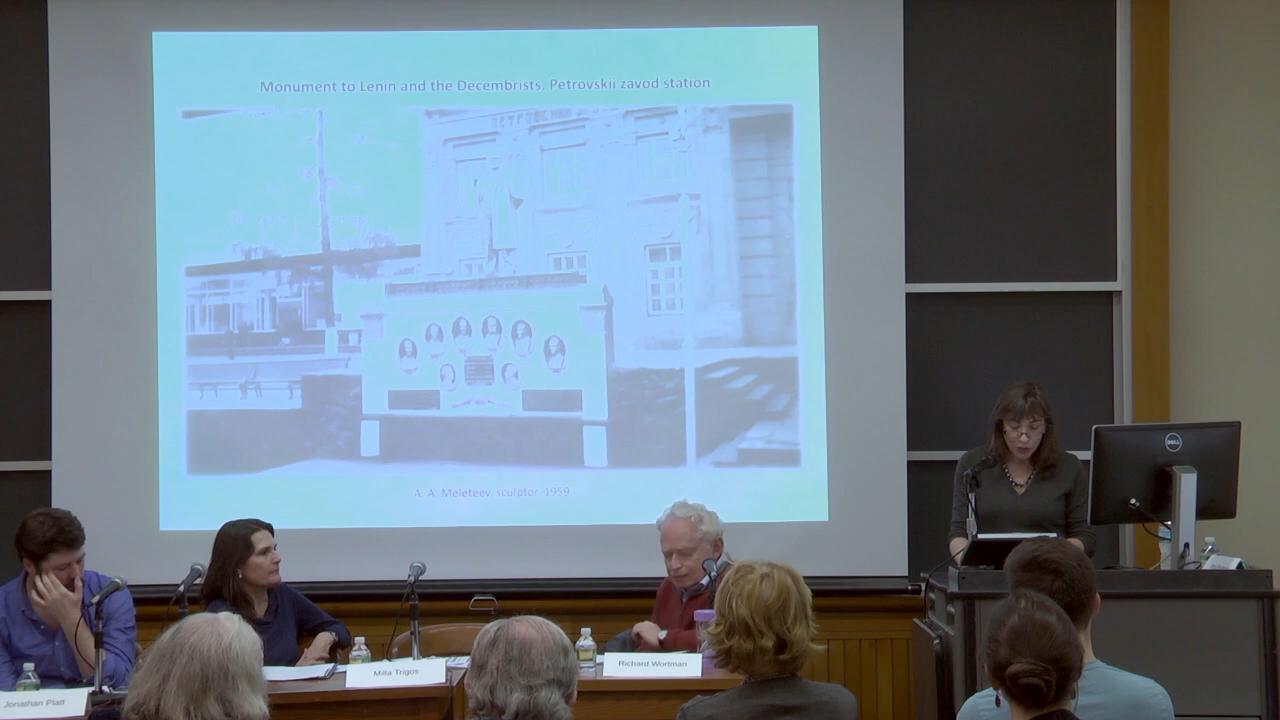 Monument to Lenin and the Decembrists, Petrovskii zavod station
A. A. Meleteev, sculptor, 1959
DELL
Jonathan Platt
Milla Trigos
Richard Wortman